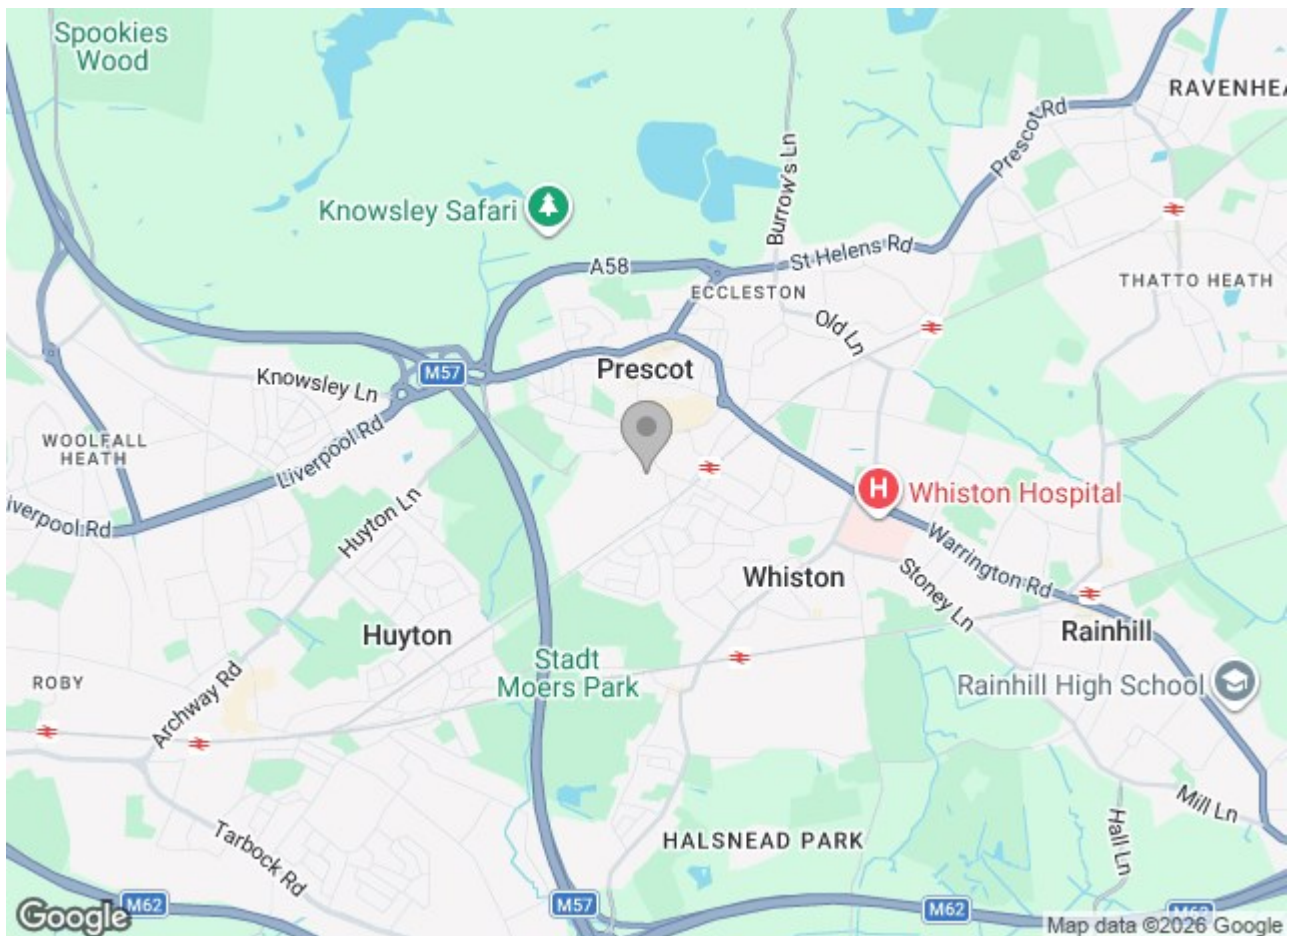 Spookies
Wood
RAVENHEA
Prescot Rd
Burrow's Ln
Knowsley Safari
St Helens Rd
A58
ECCLESTON
THATTO HEATH
Old Ln
Prescot
M57
Knowsley Ln
WOOLFALL
HEATH
Liverpool Rd
iverpool Rd
Huyton Ln
H
Whiston Hospital
Warrington Rd
Whiston
Stoney Ln
Huyton
Rainhill
Stadt
Moers Park
ROBY
Archway Rd
Rainhill High School
Mill Ln
Hall Ln
HALSNEAD PARK
Tarbock Rd
M62
M57
M62
M62
Google
Map data ©2026 Google